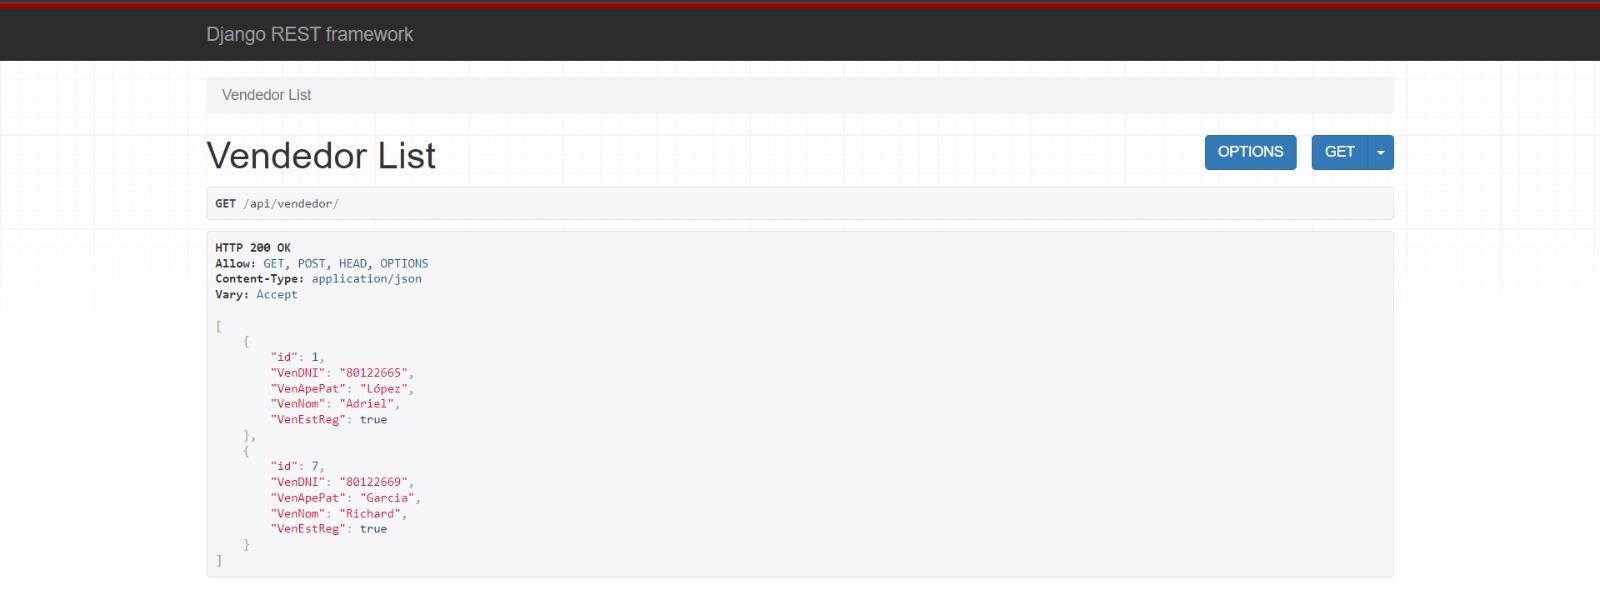 Django REST framework
Vendedor List
Vendedor List
OPTIONS
GET
GET /api/vendedor/
HTTP 200 OK
Allow: GET, POST, HEAD, OPTIONS
Content-Type: application/json
Vary: Accept
[
    {
        "id": 1,
        "VenDNI": "80122665",
        "VenApePat": "López",
        "VenNom": "Adriel",
        "VenEstReg": true
    },
    {
        "id": 7,
        "VenDNI": "80122669",
        "VenApePat": "Garcia",
        "VenNom": "Richard",
        "VenEstReg": true
    }
]